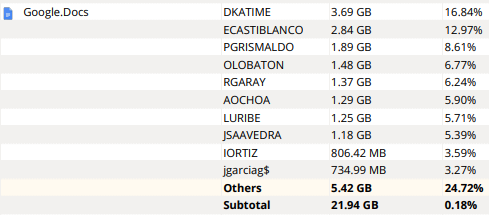 Google.Docs DKATIME 3.69 GB 16.84%
ECASTIBLANCO 2.84 GB 12.97%
PGRISMALDO 1.89 GB 8.61%
OLOBATON 1.48 GB 6.77%
RGARAY 1.37 GB 6.24%
AOCHOA 1.29 GB 5.90%
LURIBE 1.25 GB 5.71%
JSAAVEDRA 1.18 GB 5.39%
IORTIZ 806.42 MB 3.59%
jgarciag$ 734.99 MB 3.27%
Others 5.42 GB 24.72%
Subtotal 21.94 GB 0.18%